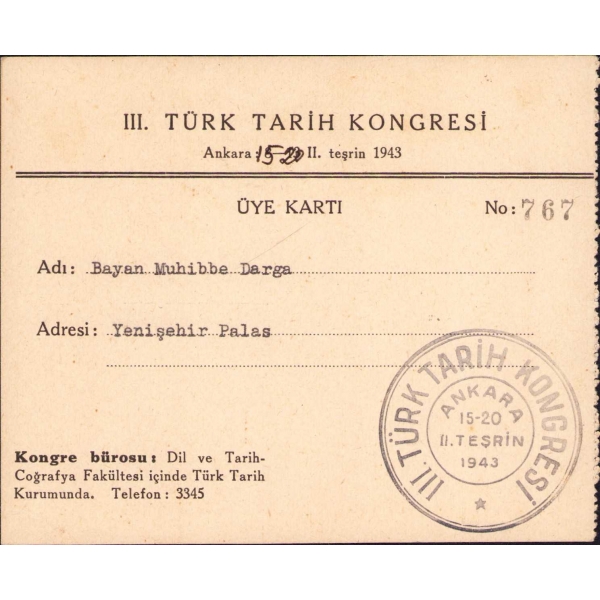 III. TÜRK TARİH KONGRESİ
Ankara: 15-20 II. teşrin 1943
ÜYE KARTI
No: 767
Adı: Bayan Muhibbe Darga
Adresi: Yenişehir Palas
Kongre bürosu: Dil ve Tarih-
Coğrafya Fakültesi içinde Türk Tarih
Kurumunda. Telefon: 3345
III. TÜRK TARİH KONGRESİ
ANKARA
15-20
II. TEŞRİN
1943